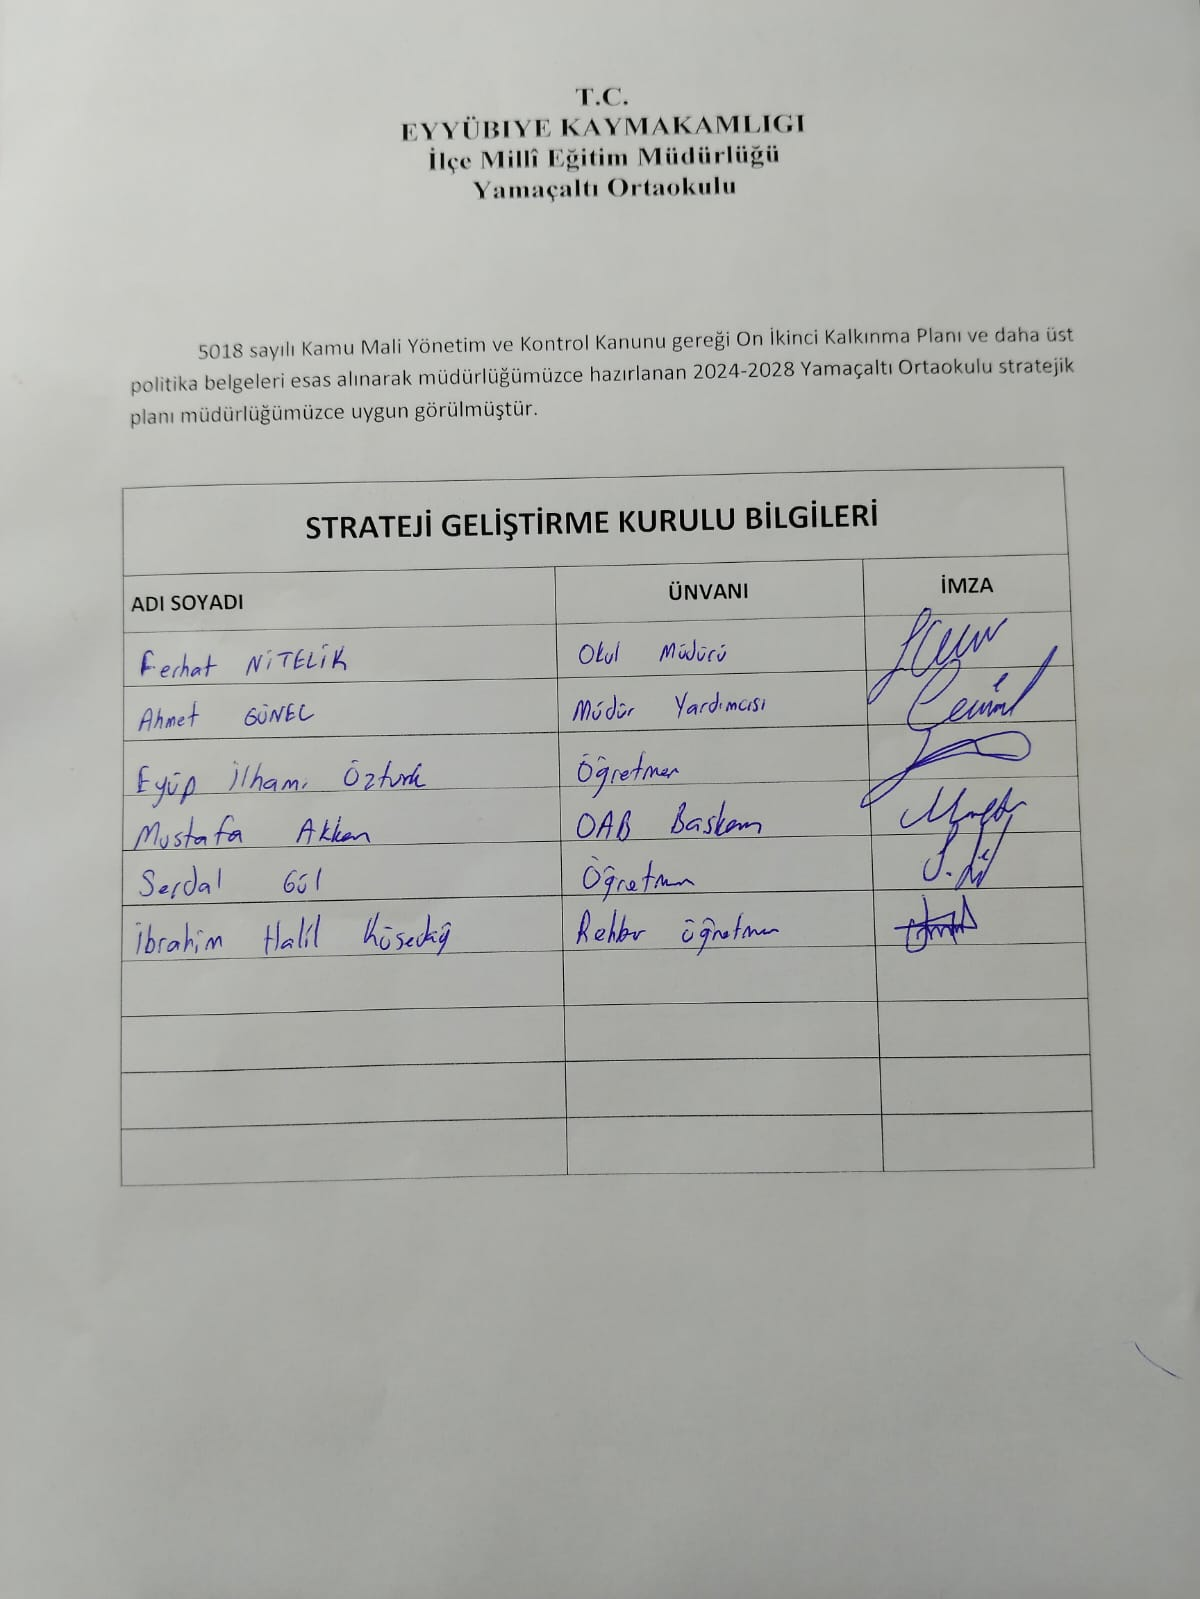 T.C.
EYYÜBIYE KAYMAKAMLIGI
İlçe Millî Eğitim Müdürlüğü
Yamaçaltı Ortaokulu
5018 sayılı Kamu Mali Yönetim ve Kontrol Kanunu gereği On İkinci Kalkınma Planı ve daha üst
politika belgeleri esas alınarak müdürlüğümüzce hazırlanan 2024-2028 Yamaçaltı Ortaokulu stratejik
planı müdürlüğümüzce uygun görülmüştür.
STRATEJİ GELİŞTİRME KURULU BİLGİLERİ
ADI SOYADI ÜNVANI İMZA
Ferhat NİTELİK Okul Müdürü
Ahmet GÜNEL Müdür Yardımcısı
Eyüp İlhami Öztürk Öğretmen
Mustafa Akkan OAB Başkanı
Serdal Gül Öğretmen
İbrahim Halil Kösedağ Rehber öğretmen